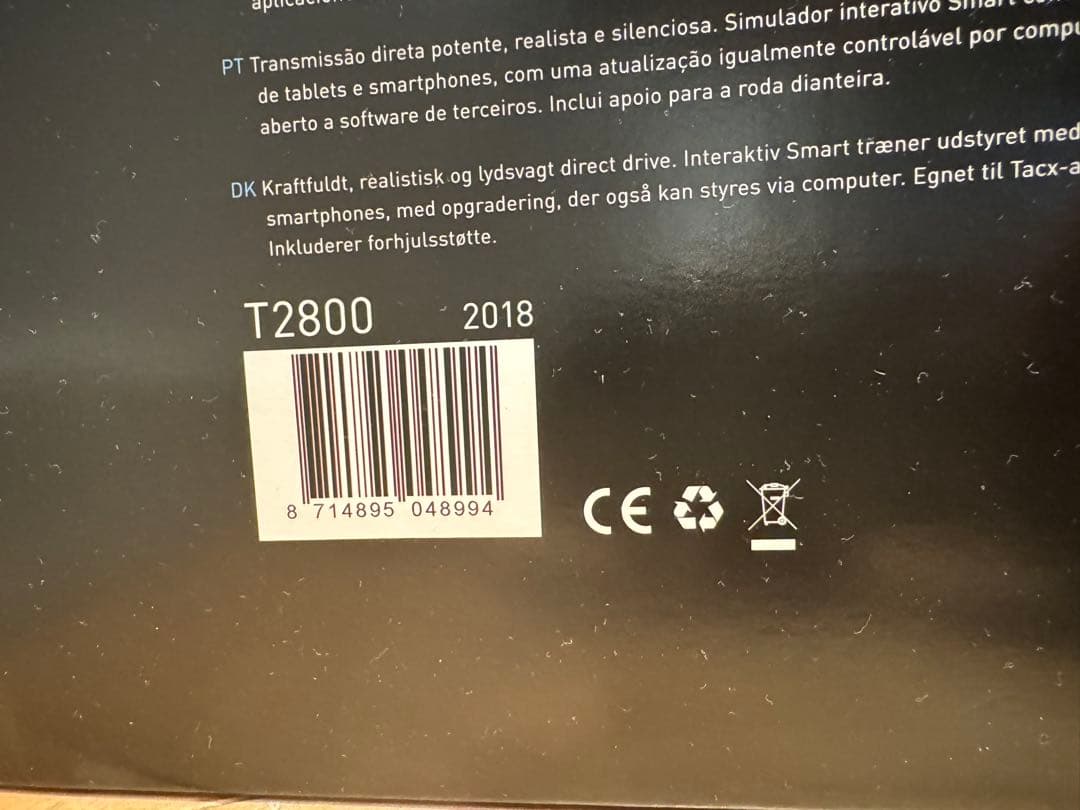 PT Transmissão direta potente, realista e silenciosa. Simulador interativo Smart
de tablets e smartphones, com uma atualização igualmente controlável por
aberto a software de terceiros. Inclui apoio para a roda dianteira.
DK Kraftfuldt, realistisk og lydsvagt direct drive. Interaktiv Smart træner udstyret med
smartphones, med opgradering, der også kan styres via computer. Egnet til
Inkluderer forhjulsstøtte.
T2800 2018
8 714895 048994
CE